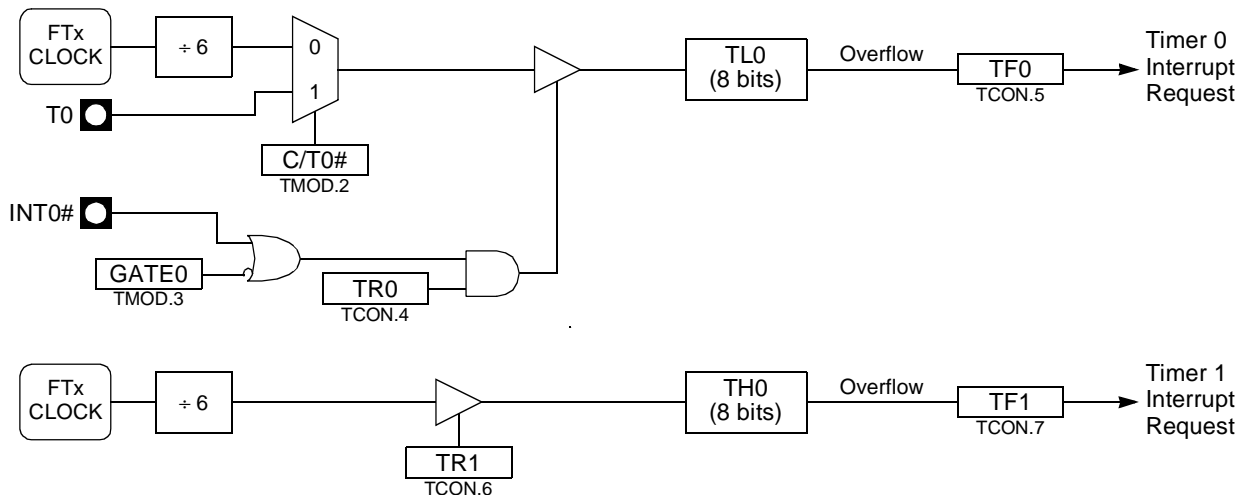 FTx
CLOCK
÷ 6
0
1
T0
C/T0#
TMOD.2
TL0
(8 bits)
Overflow
TF0
TCON.5
Timer 0
Interrupt
Request
INT0#
GATE0
TMOD.3
TR0
TCON.4
FTx
CLOCK
÷ 6
TR1
TCON.6
TH0
(8 bits)
Overflow
TF1
TCON.7
Timer 1
Interrupt
Request